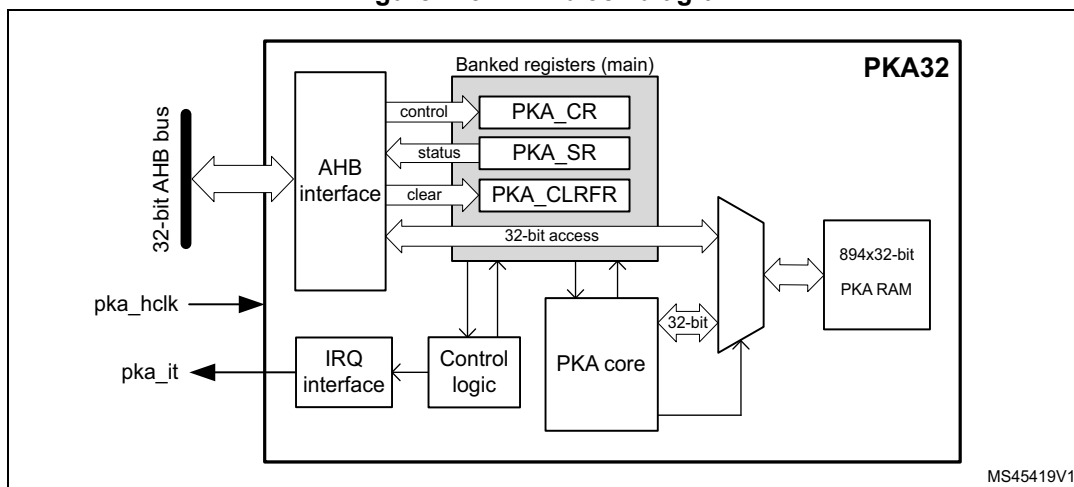 PKA32
Banked registers (main)
PKA_CR
PKA_SR
PKA_CLRFR
control
status
clear
32-bit access
AHB
interface
32-bit AHB bus
894x32-bit
PKA RAM
pka_hclk
pka_it
IRQ
interface
Control
logic
PKA core
32-bit
MS45419V1